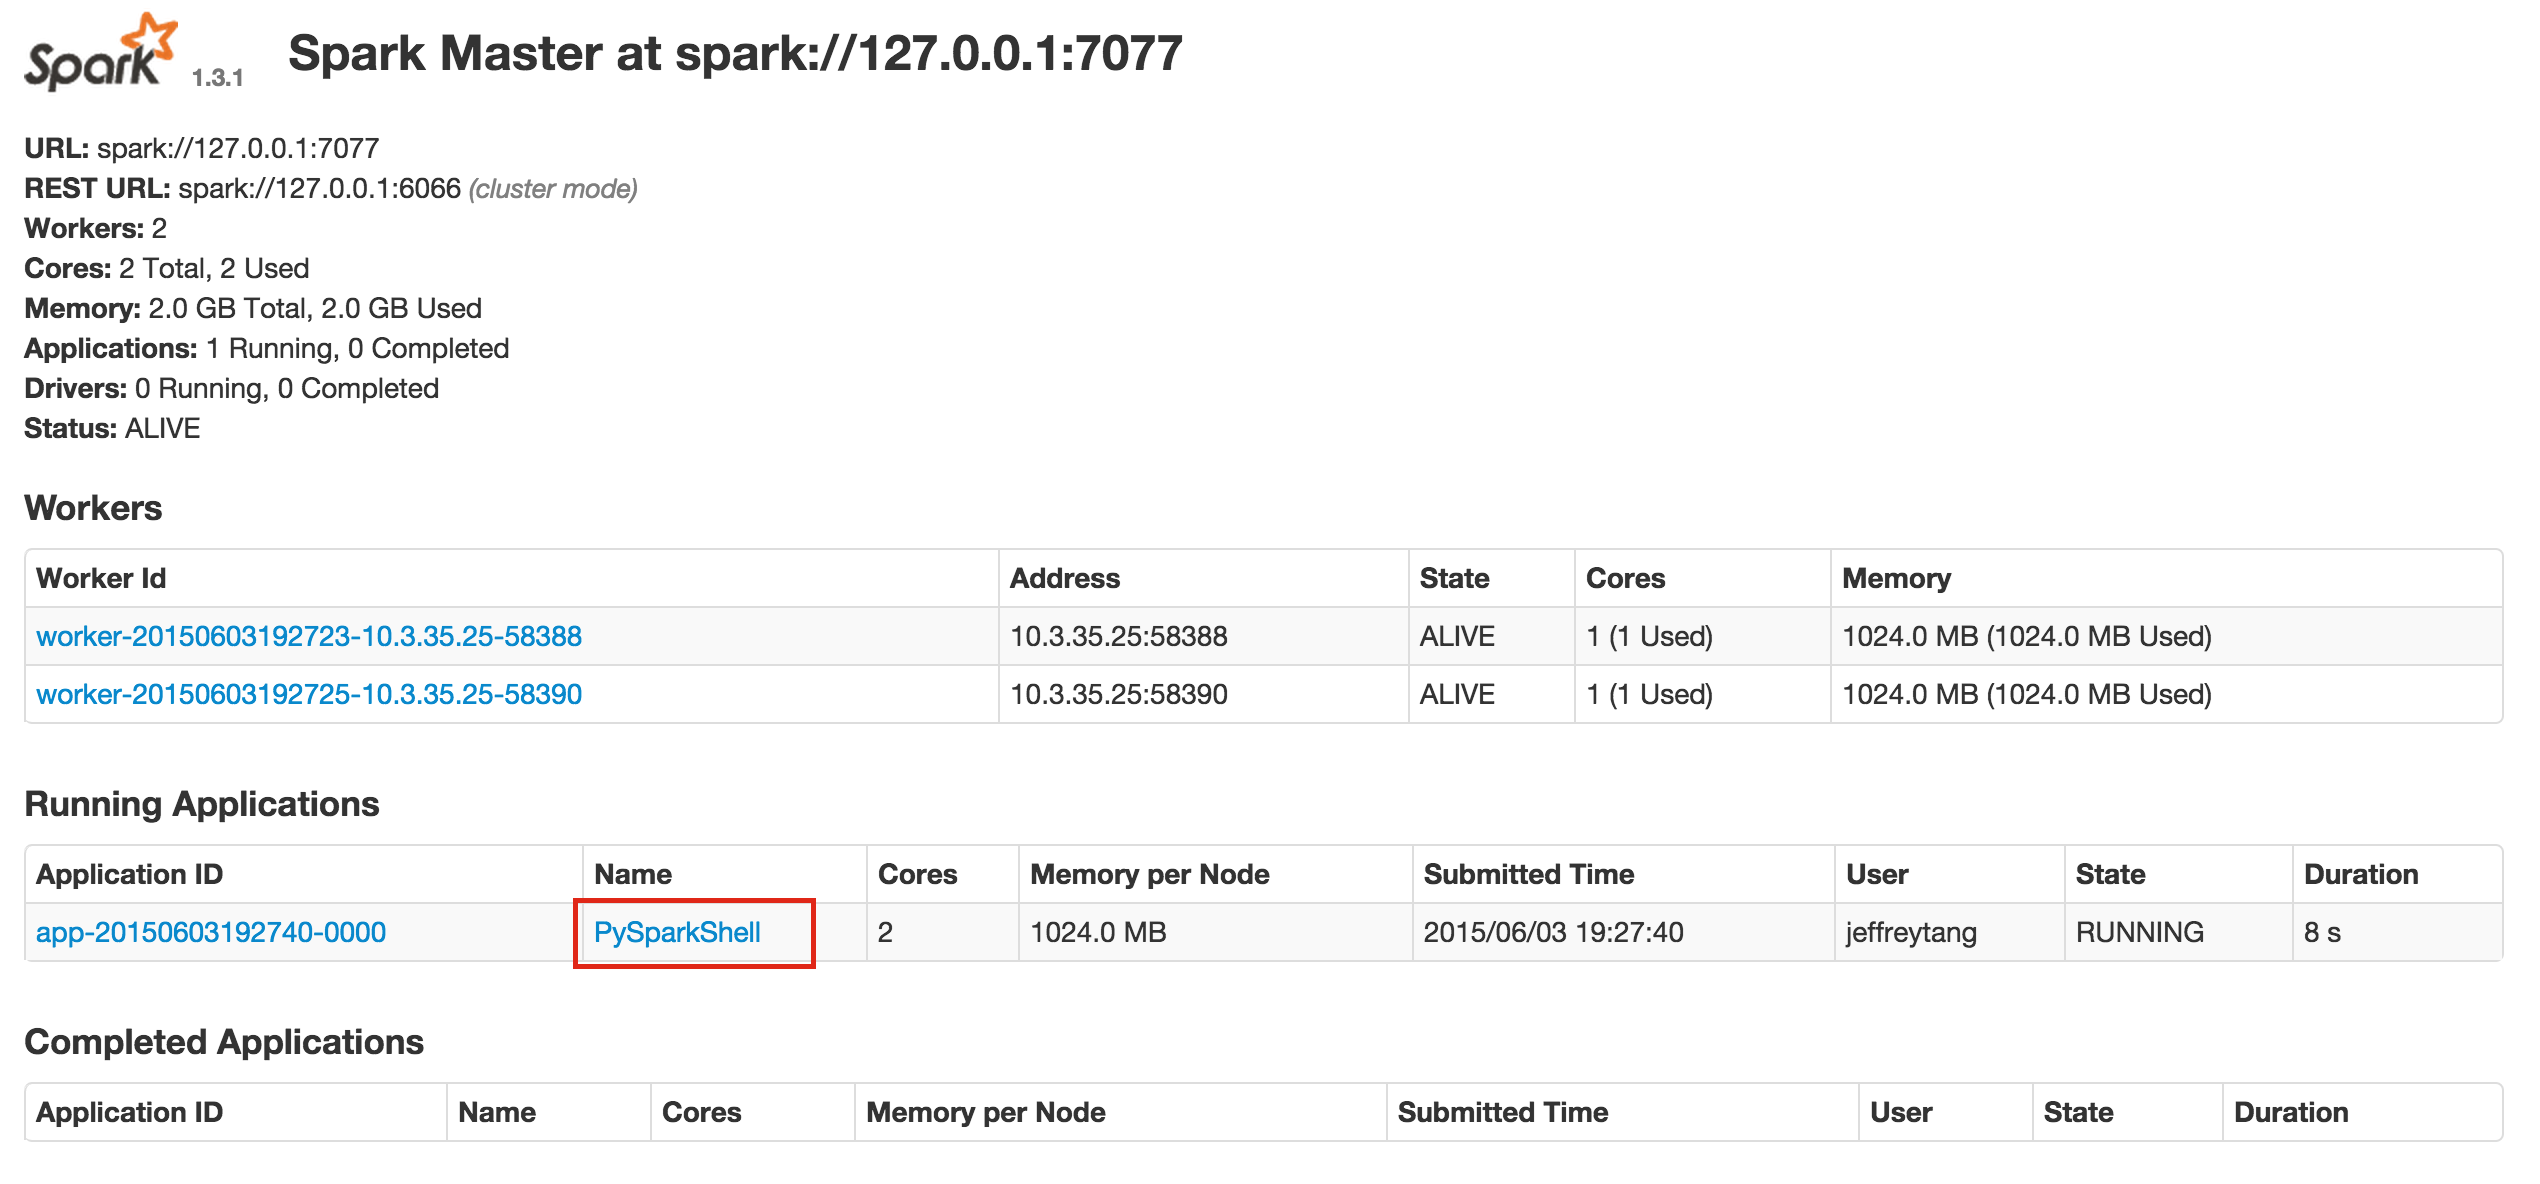 Spark 1.3.1 Spark Master at spark://127.0.0.1:7077
URL: spark://127.0.0.1:7077
REST URL: spark://127.0.0.1:6066 (cluster mode)
Workers: 2
Cores: 2 Total, 2 Used
Memory: 2.0 GB Total, 2.0 GB Used
Applications: 1 Running, 0 Completed
Drivers: 0 Running, 0 Completed
Status: ALIVE
Workers
Worker Id Address State Cores Memory
worker-20150603192723-10.3.35.25-58388 10.3.35.25:58388 ALIVE 1 (1 Used) 1024.0 MB (1024.0 MB Used)
worker-20150603192725-10.3.35.25-58390 10.3.35.25:58390 ALIVE 1 (1 Used) 1024.0 MB (1024.0 MB Used)
Running Applications
Application ID Name Cores Memory per Node Submitted Time User State Duration
app-20150603192740-0000 PySparkShell 2 1024.0 MB 2015/06/03 19:27:40 jeffreytang RUNNING 8 s
Completed Applications
Application ID Name Cores Memory per Node Submitted Time User State Duration